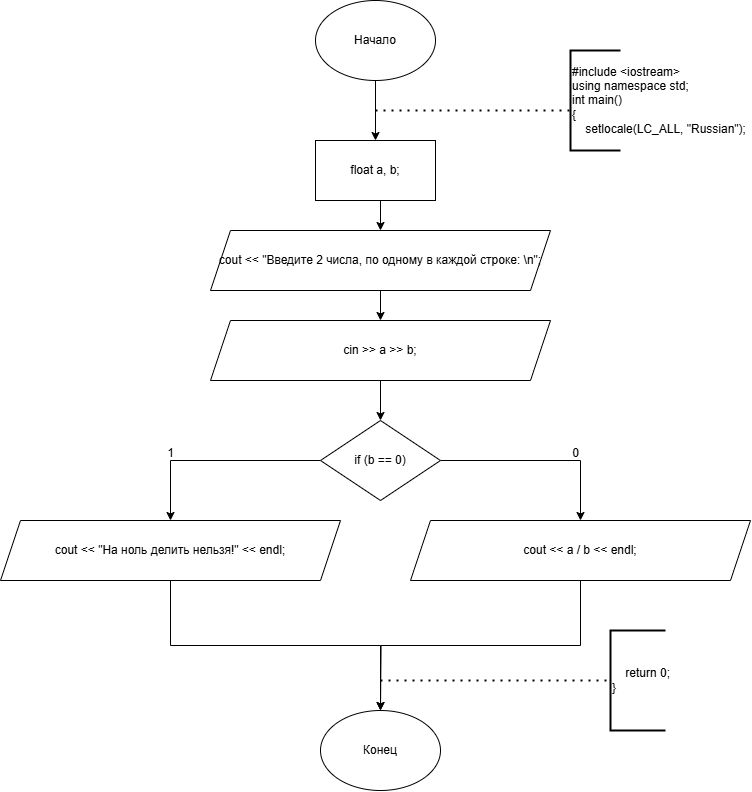 Начало
#include <iostream>
using namespace std;
int main()
{
setlocale(LC_ALL, "Russian");
float a, b;
cout << "Введите 2 числа, по одному в каждой строке: \n";
cin >> a >> b;
if (b == 0)
1
0
cout << "На ноль делить нельзя!" << endl;
cout << a / b << endl;
return 0;
}
Конец